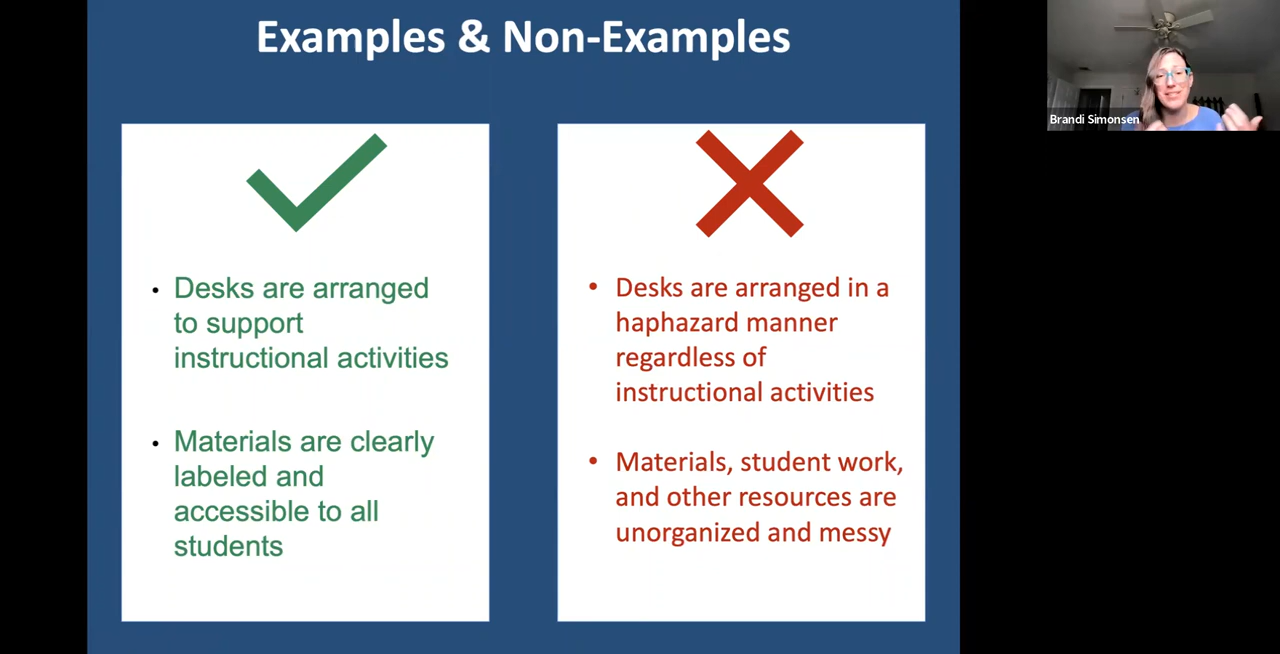 Examples & Non-Examples
Brandi Simonsen
• Desks are arranged
to support
instructional activities
• Materials are clearly
labeled and
accessible to all
students
• Desks are arranged in a
haphazard manner
regardless of
instructional activities
• Materials, student work,
and other resources are
unorganized and messy